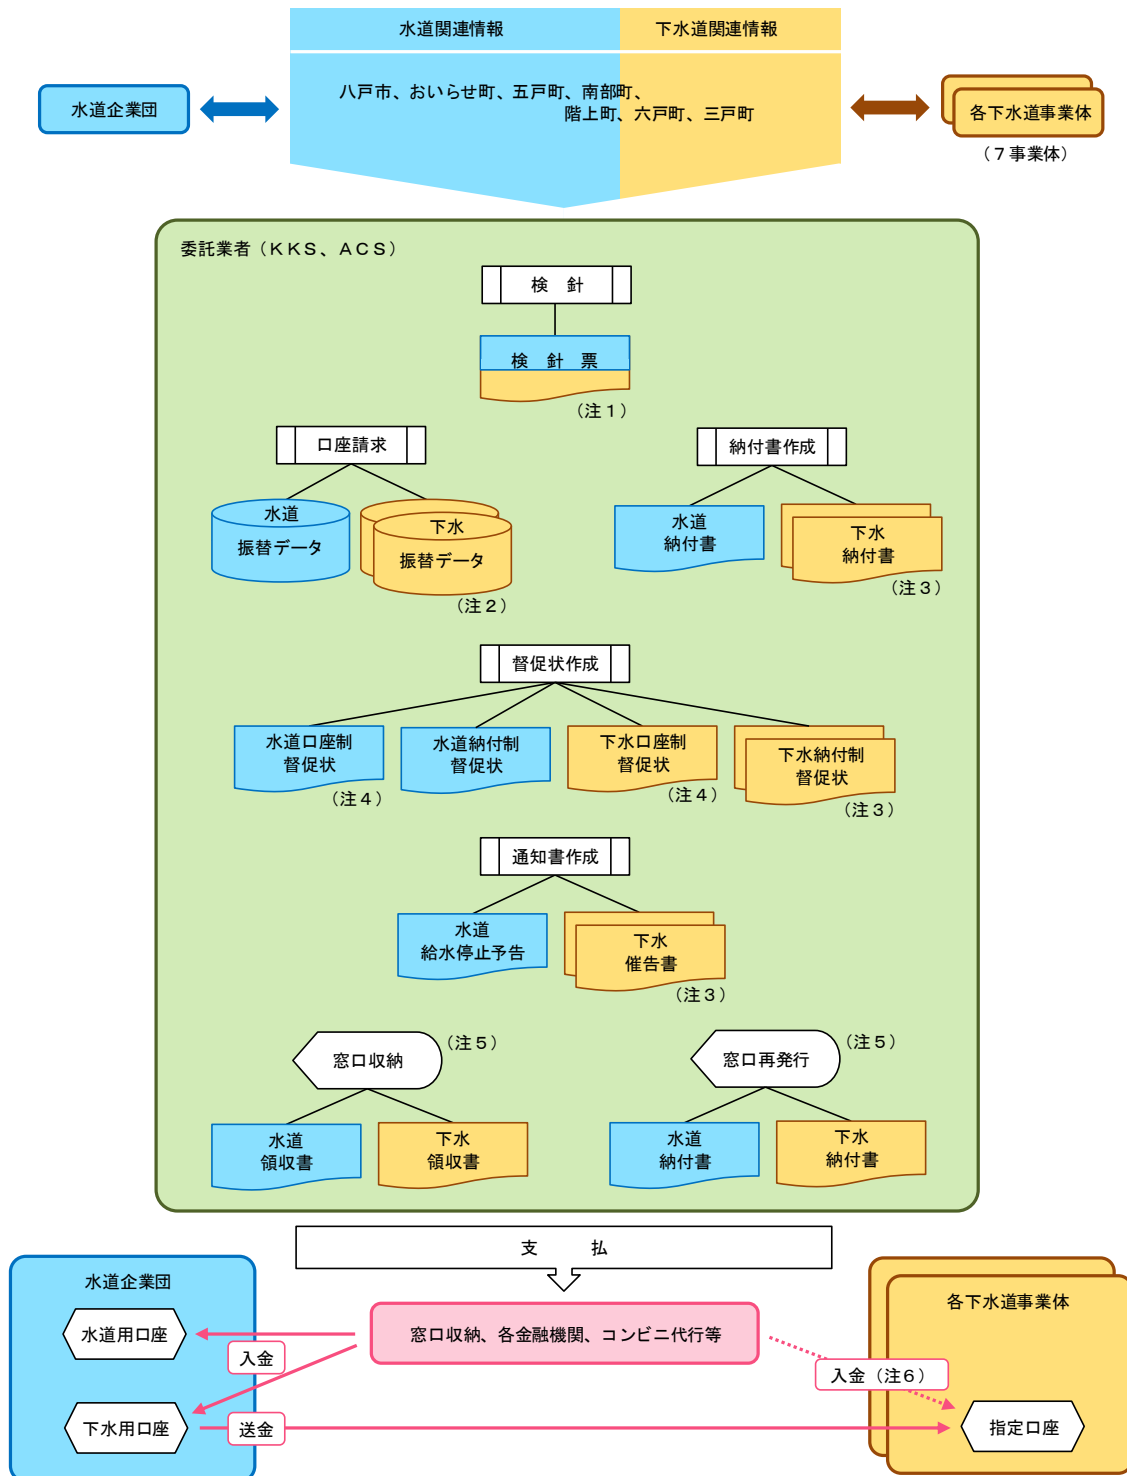 水道関連情報
下水道関連情報
水道企業団
八戸市、おいらせ町、五戸町、南部町、
階上町、六戸町、三戸町
各下水道事業体
（７事業体）
委託業者（ＫＫＳ、ＡＣＳ）
検　針
検　針　票
（注１）
口座請求
納付書作成
水道
振替データ
下水
振替データ
（注２）
水道
納付書
下水
納付書
（注３）
督促状作成
水道口座制
督促状
（注４）
水道納付制
督促状
下水口座制
督促状
（注４）
下水納付制
督促状
（注３）
通知書作成
水道
給水停止予告
下水
催告書
（注３）
窓口収納
（注５）
窓口再発行
（注５）
水道
領収書
下水
領収書
水道
納付書
下水
納付書
支　　　払
水道企業団
各下水道事業体
水道用口座
窓口収納、各金融機関、コンビニ代行等
入金
入金（注６）
下水用口座
送金
指定口座